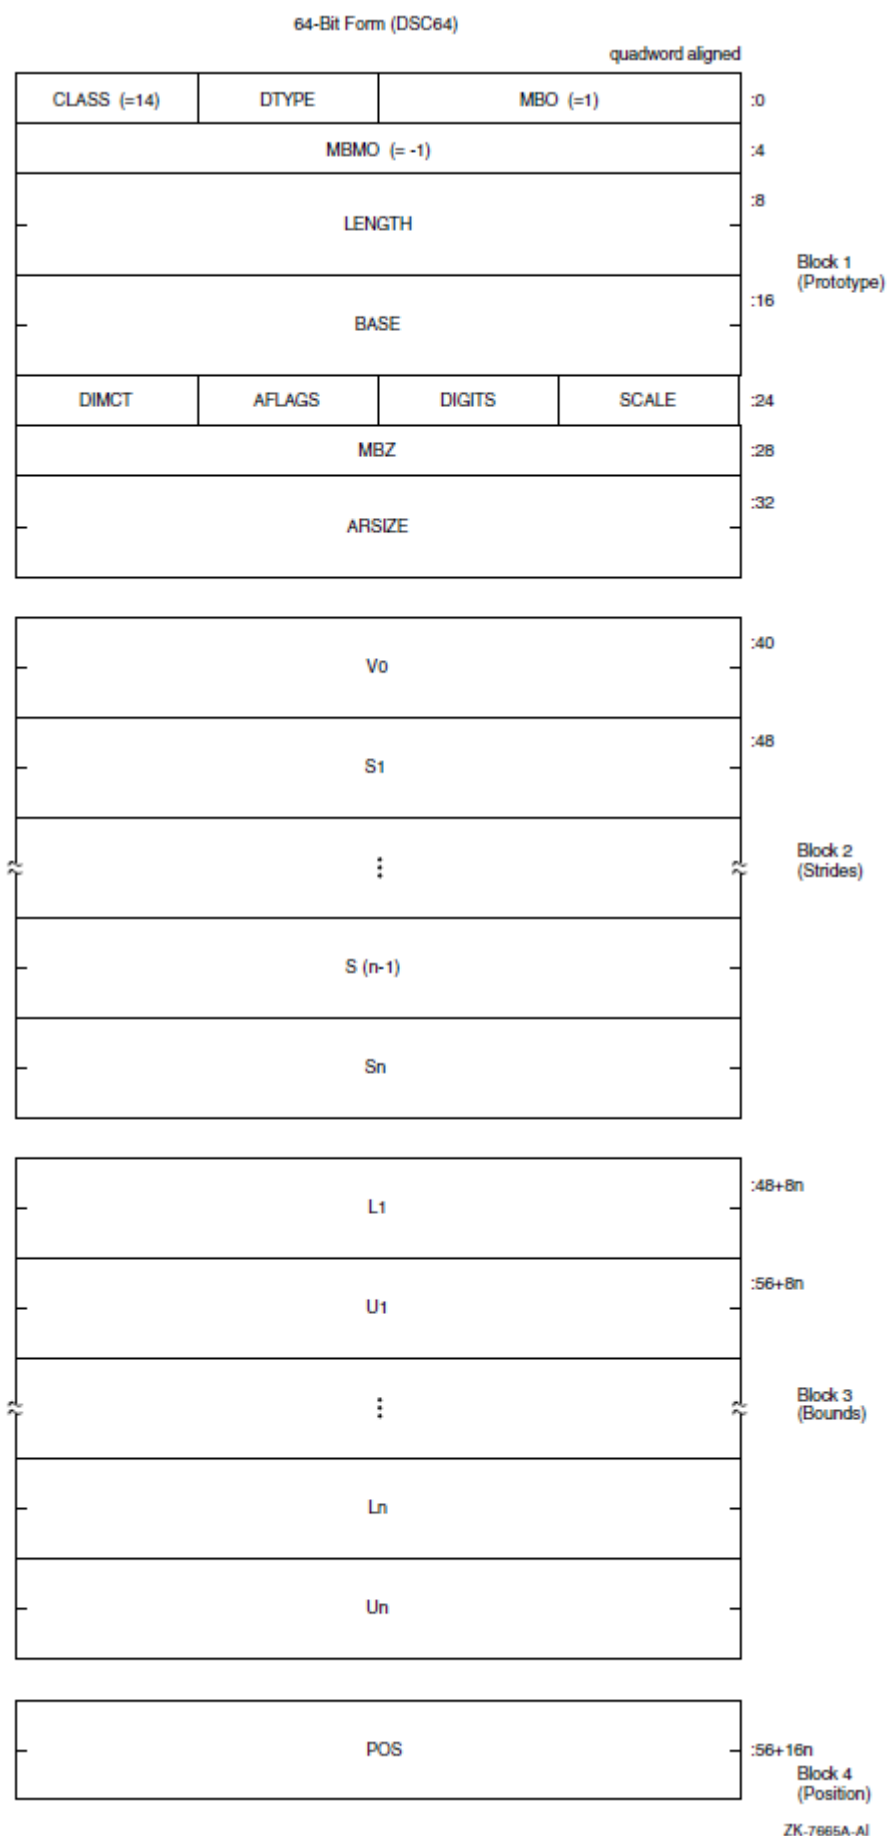 64-Bit Form (DSC64)
quadword aligned
CLASS (=14) DTYPE MBO (=1) :0
MBMO (= -1) :4
:8
LENGTH
Block 1
(Prototype)
:16
BASE
DIMCT AFLAGS DIGITS SCALE :24
MBZ :28
:32
ARSIZE
:40
V0
:48
S1
Block 2
(Strides)
S (n-1)
Sn
:48+8n
L1
:56+8n
U1
Block 3
(Bounds)
Ln
Un
POS :56+16n
Block 4
(Position)
ZK-7665A-AI